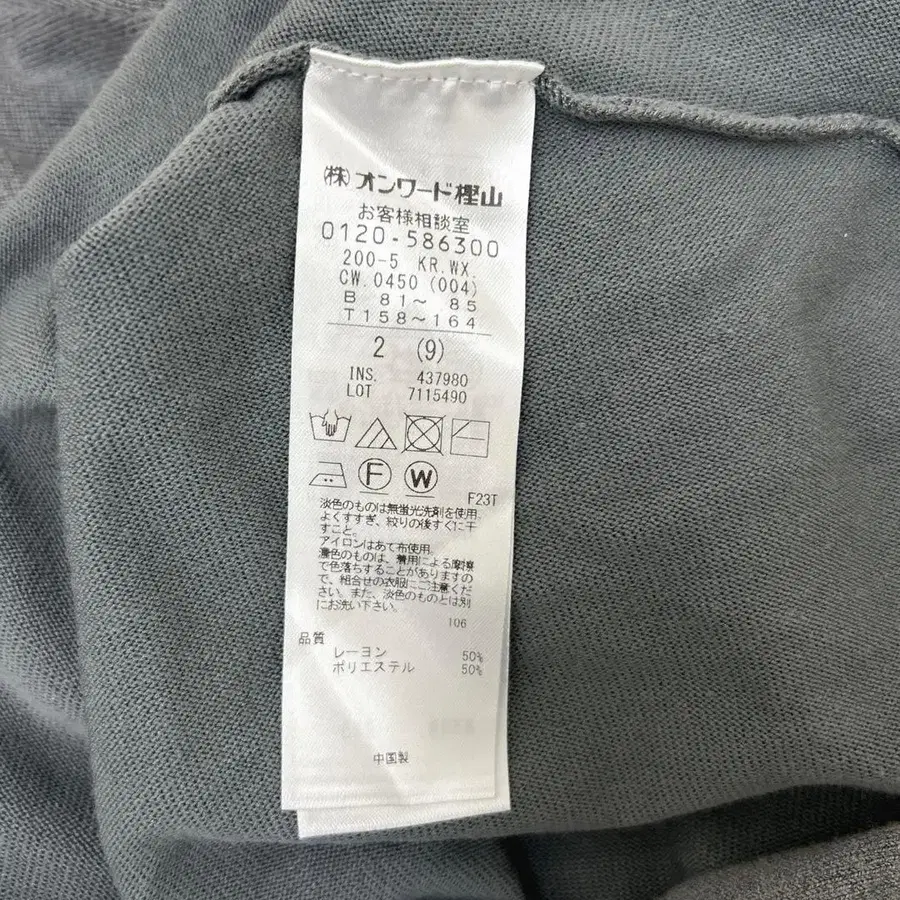 (株)オンワード樫山
お客様相談室
0120-586300
200-5 KR.WX.
CW.0450 (004)
B 81～ 85
T158～164
2 (9)
INS. 437980
LOT 7115490
F W
F23T
淡色のものは無蛍光洗剤を使用。
よくすすぎ、絞りの後すぐに干
すこと。
アイロンはあて布使用。
濃色のものは、着用による摩擦
で色落ちすることがありますの
で、組合せの衣服にご注意くだ
さい。また、淡色のものとは別
にお洗い下さい。
106
品質
レーヨン 50%
ポリエステル 50%
中国製